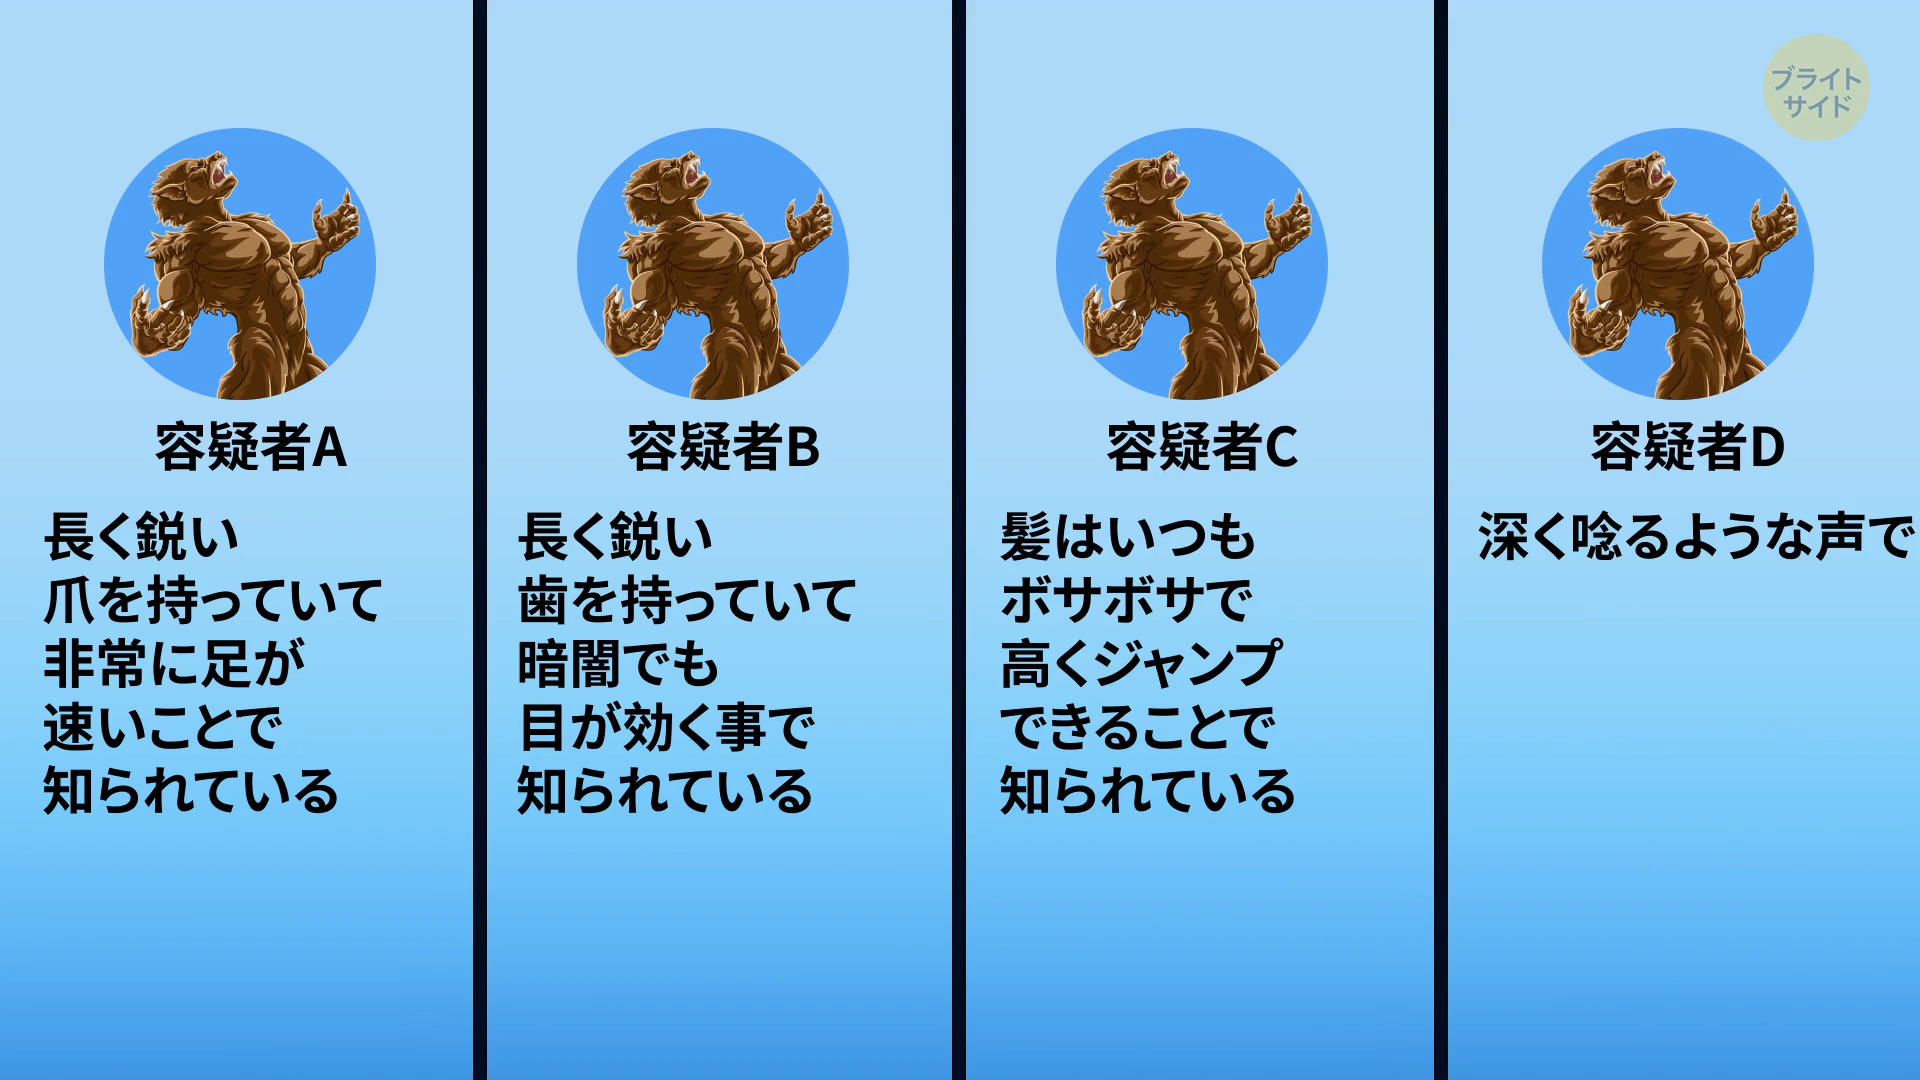 ブライト
サイド
容疑者A
長く鋭い
爪を持っていて
非常に足が
速いことで
知られている
容疑者B
長く鋭い
歯を持っていて
暗闇でも
目が効く事で
知られている
容疑者C
髪はいつも
ボサボサで
高くジャンプ
できることで
知られている
容疑者D
深く唸るような声で